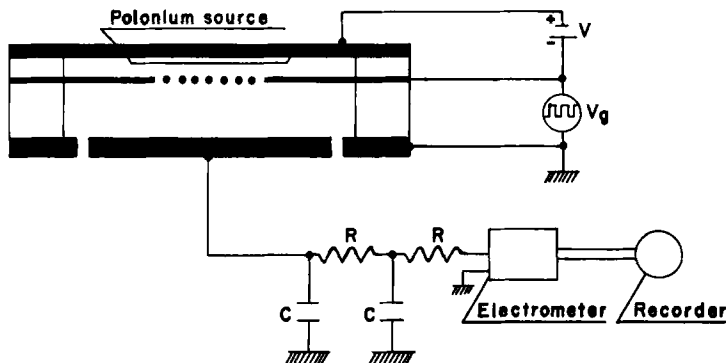 Polonium source
+
V
-
Vg
R
R
C
C
Electrometer
Recorder